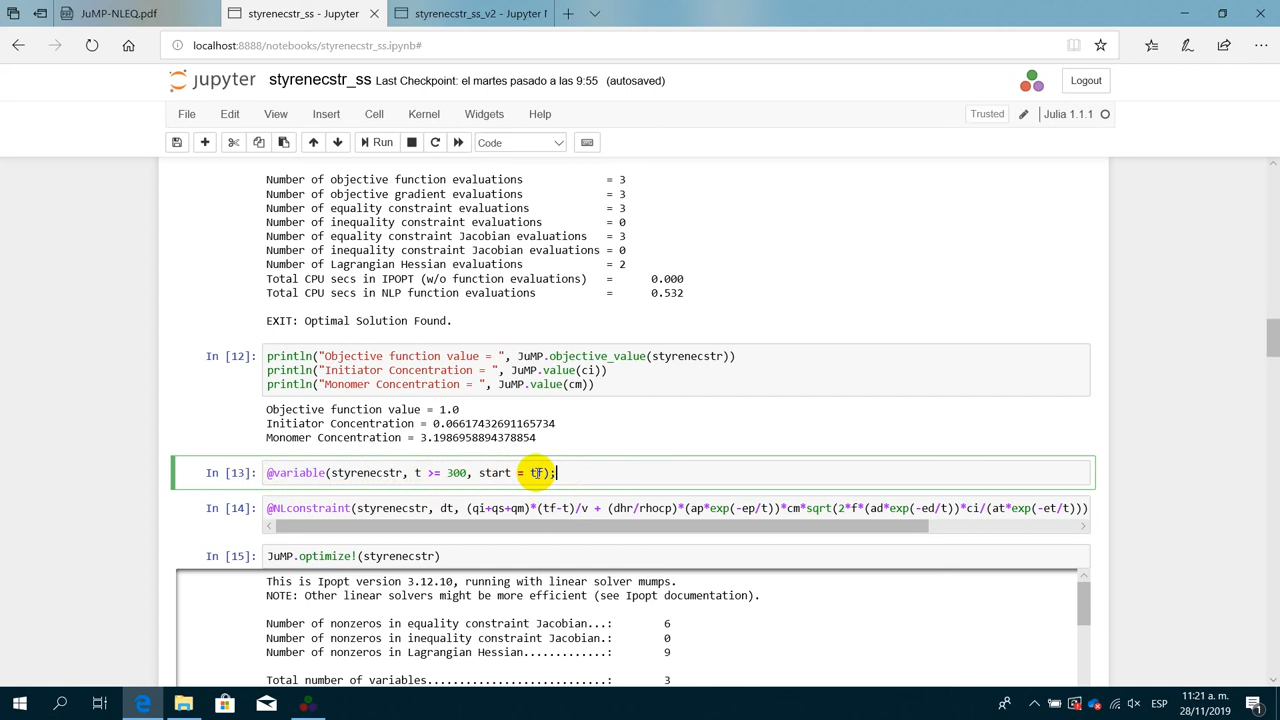 JuMP-NLEQ.pdf
styrenecstr_ss - Jupyter
styrenecstr_ss_v2 - Jupyter
localhost:8888/notebooks/styrenecstr_ss.ipynb#
jupyter styrenecstr_ss Last Checkpoint: el martes pasado a las 9:55 (autosaved)
Logout
File Edit View Insert Cell Kernel Widgets Help
Trusted
Julia 1.1.1
Run
Code
Number of objective function evaluations = 3
Number of objective gradient evaluations = 3
Number of equality constraint evaluations = 3
Number of inequality constraint evaluations = 0
Number of equality constraint Jacobian evaluations = 3
Number of inequality constraint Jacobian evaluations = 0
Number of Lagrangian Hessian evaluations = 2
Total CPU secs in IPOPT (w/o function evaluations) = 0.000
Total CPU secs in NLP function evaluations = 0.532
EXIT: Optimal Solution Found.
In [12]: println("Objective function value = ", JuMP.objective_value(styrenecstr))
println("Initiator Concentration = ", JuMP.value(ci))
println("Monomer Concentration = ", JuMP.value(cm))
Objective function value = 1.0
Initiator Concentration = 0.06617432691165734
Monomer Concentration = 3.1986958894378854
In [13]: @variable(styrenecstr, t >= 300, start = tf);
In [14]: @NLconstraint(styrenecstr, dt, (qi+qs+qm)*(tf-t)/v + (dhr/rhocp)*(ap*exp(-ep/t))*cm*sqrt(2*f*(ad*exp(-ed/t))*ci/(at*exp(-et/t)))
In [15]: JuMP.optimize!(styrenecstr)
This is Ipopt version 3.12.10, running with linear solver mumps.
NOTE: Other linear solvers might be more efficient (see Ipopt documentation).
Number of nonzeros in equality constraint Jacobian...: 6
Number of nonzeros in inequality constraint Jacobian.: 0
Number of nonzeros in Lagrangian Hessian.............: 9
Total number of variables............................: 3
ESP
11:21 a. m.
28/11/2019
1